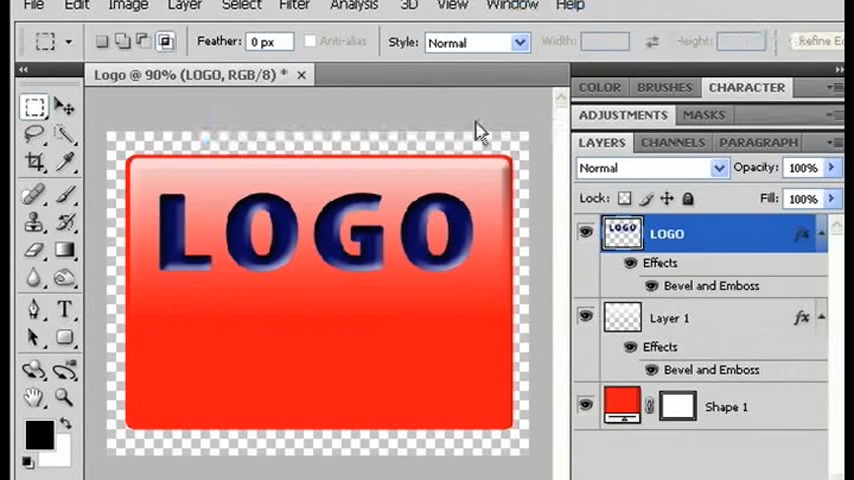 File Edit Image Layer Select Filter Analysis 3D View Window Help
Feather: 0 px Anti-alias Style: Normal Width: Height: Refine Ed
Logo @ 90% (LOGO, RGB/8) * ×
COLOR BRUSHES CHARACTER
ADJUSTMENTS MASKS
LAYERS CHANNELS PARAGRAPH
Normal Opacity: 100%
Lock: Fill: 100%
LOGO fx
Effects
Bevel and Emboss
Layer 1 fx
Effects
Bevel and Emboss
Shape 1
LOGO
LOGO
T